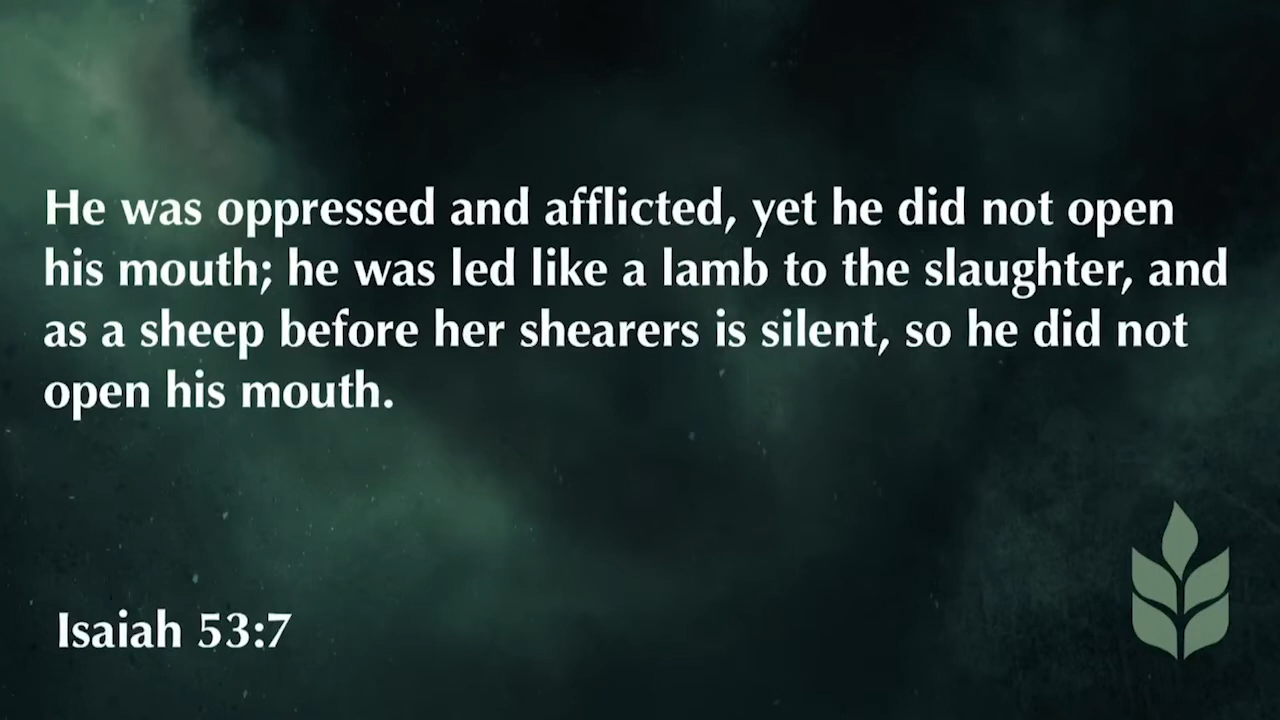 He was oppressed and afflicted, yet he did not open
his mouth; he was led like a lamb to the slaughter, and
as a sheep before her shearers is silent, so he did not
open his mouth.
Isaiah 53:7